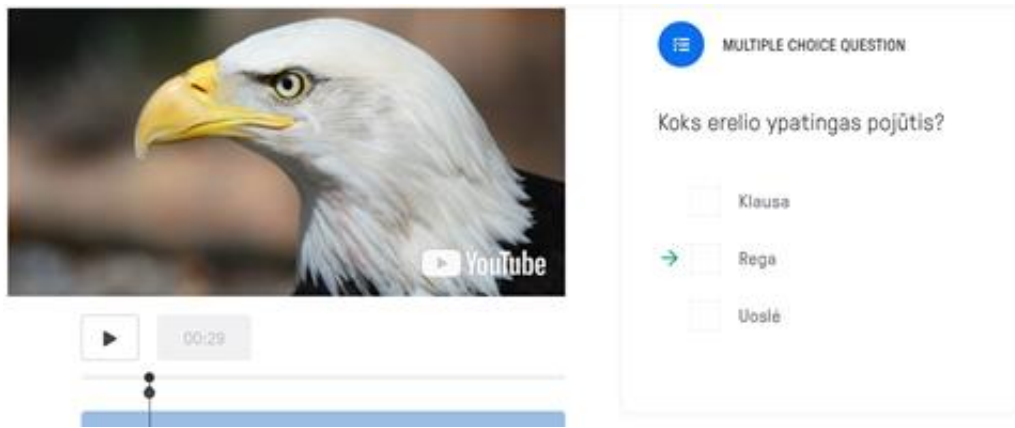 YouTube
00:29
MULTIPLE CHOICE QUESTION
Koks erelio ypatingas pojūtis?
Klausa
Rega
Uoslė